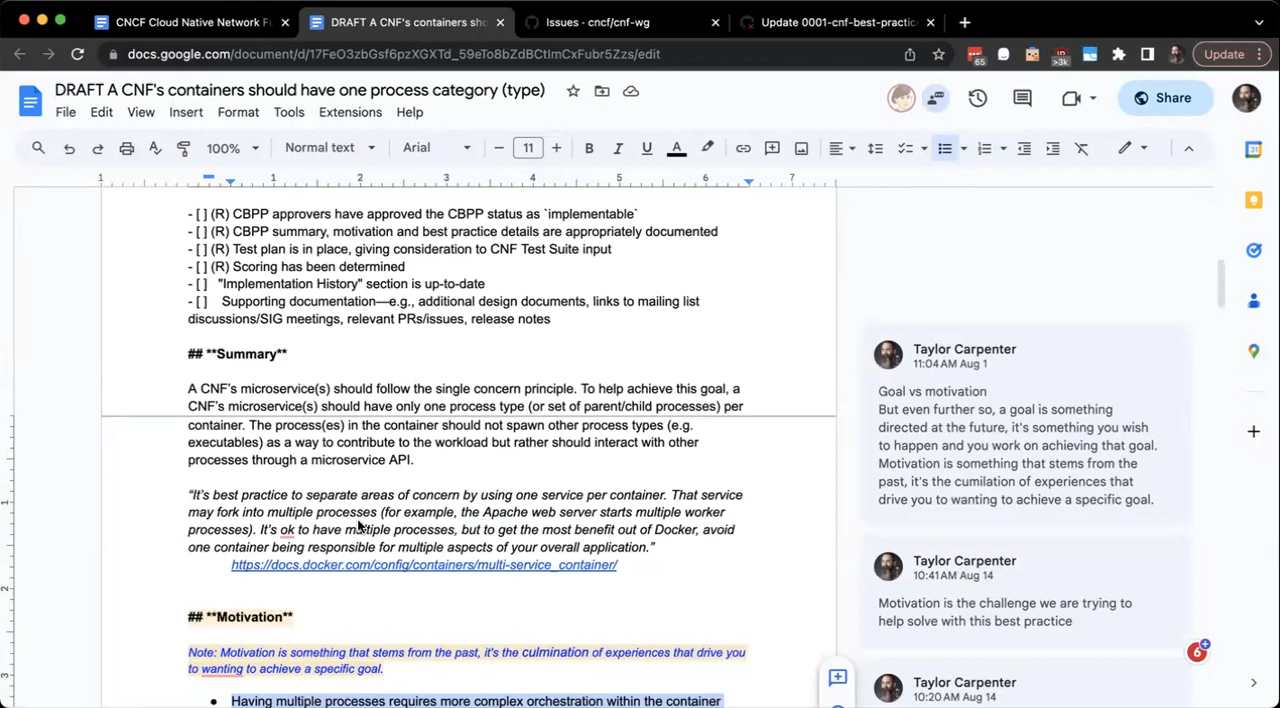 CNCF Cloud Native Network Fu
DRAFT A CNF's containers sho
Issues · cncf/cnf-wg
Update 0001-cnf-best-practice
docs.google.com/document/d/17FeO3zbGsf6pzXGXTd_59eTo8bZdBCtlmCxFubr5Zzs/edit
65
>3k
Update
DRAFT A CNF's containers should have one process category (type)
Share
File Edit View Insert Format Tools Extensions Help
100% Normal text Arial 11 B I U A
1 1 2 3 4 5 6 7
- [ ] (R) CBPP approvers have approved the CBPP status as `implementable`
- [ ] (R) CBPP summary, motivation and best practice details are appropriately documented
- [ ] (R) Test plan is in place, giving consideration to CNF Test Suite input
- [ ] (R) Scoring has been determined
- [ ] "Implementation History" section is up-to-date
- [ ] Supporting documentation—e.g., additional design documents, links to mailing list
discussions/SIG meetings, relevant PRs/issues, release notes
## **Summary**
A CNF's microservice(s) should follow the single concern principle. To help achieve this goal, a
CNF's microservice(s) should have only one process type (or set of parent/child processes) per
container. The process(es) in the container should not spawn other process types (e.g.
executables) as a way to contribute to the workload but rather should interact with other
processes through a microservice API.
“It’s best practice to separate areas of concern by using one service per container. That service
may fork into multiple processes (for example, the Apache web server starts multiple worker
processes). It’s ok to have multiple processes, but to get the most benefit out of Docker, avoid
one container being responsible for multiple aspects of your overall application.”
https://docs.docker.com/config/containers/multi-service_container/
## **Motivation**
Note: Motivation is something that stems from the past, it's the culmination of experiences that drive you
to wanting to achieve a specific goal.
● Having multiple processes requires more complex orchestration within the container
1
2
3
Taylor Carpenter
11:04 AM Aug 1
Goal vs motivation
But even further so, a goal is something
directed at the future, it's something you wish
to happen and you work on achieving that goal.
Motivation is something that stems from the
past, it's the cumilation of experiences that
drive you to wanting to achieve a specific goal.
Taylor Carpenter
10:41 AM Aug 14
Motivation is the challenge we are trying to
help solve with this best practice
6
Taylor Carpenter
10:20 AM Aug 14